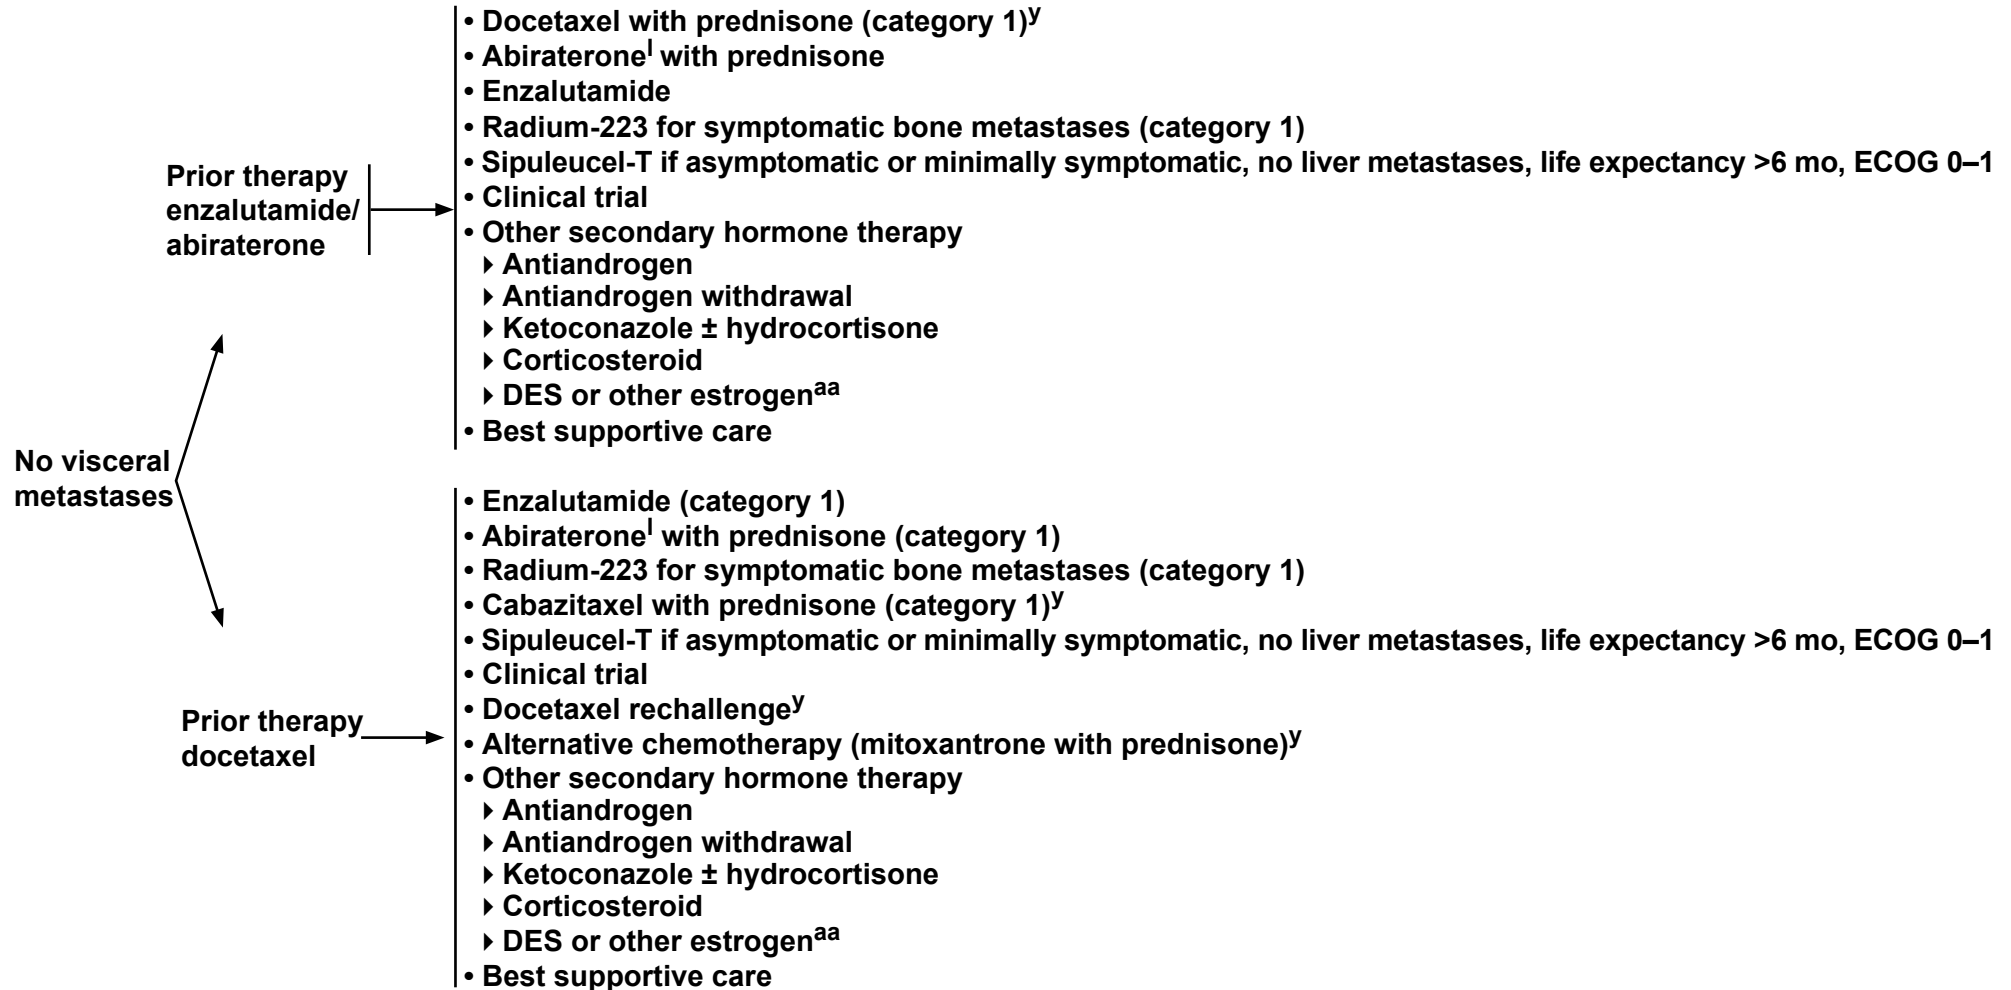 No visceral
metastases
Prior therapy
enzalutamide/
abiraterone
• Docetaxel with prednisone (category 1)y
• Abirateronel with prednisone
• Enzalutamide
• Radium-223 for symptomatic bone metastases (category 1)
• Sipuleucel-T if asymptomatic or minimally symptomatic, no liver metastases, life expectancy >6 mo, ECOG 0–1
• Clinical trial
• Other secondary hormone therapy
▸ Antiandrogen
▸ Antiandrogen withdrawal
▸ Ketoconazole ± hydrocortisone
▸ Corticosteroid
▸ DES or other estrogenaa
• Best supportive care
Prior therapy
docetaxel
• Enzalutamide (category 1)
• Abirateronel with prednisone (category 1)
• Radium-223 for symptomatic bone metastases (category 1)
• Cabazitaxel with prednisone (category 1)y
• Sipuleucel-T if asymptomatic or minimally symptomatic, no liver metastases, life expectancy >6 mo, ECOG 0–1
• Clinical trial
• Docetaxel rechallengey
• Alternative chemotherapy (mitoxantrone with prednisone)y
• Other secondary hormone therapy
▸ Antiandrogen
▸ Antiandrogen withdrawal
▸ Ketoconazole ± hydrocortisone
▸ Corticosteroid
▸ DES or other estrogenaa
• Best supportive care